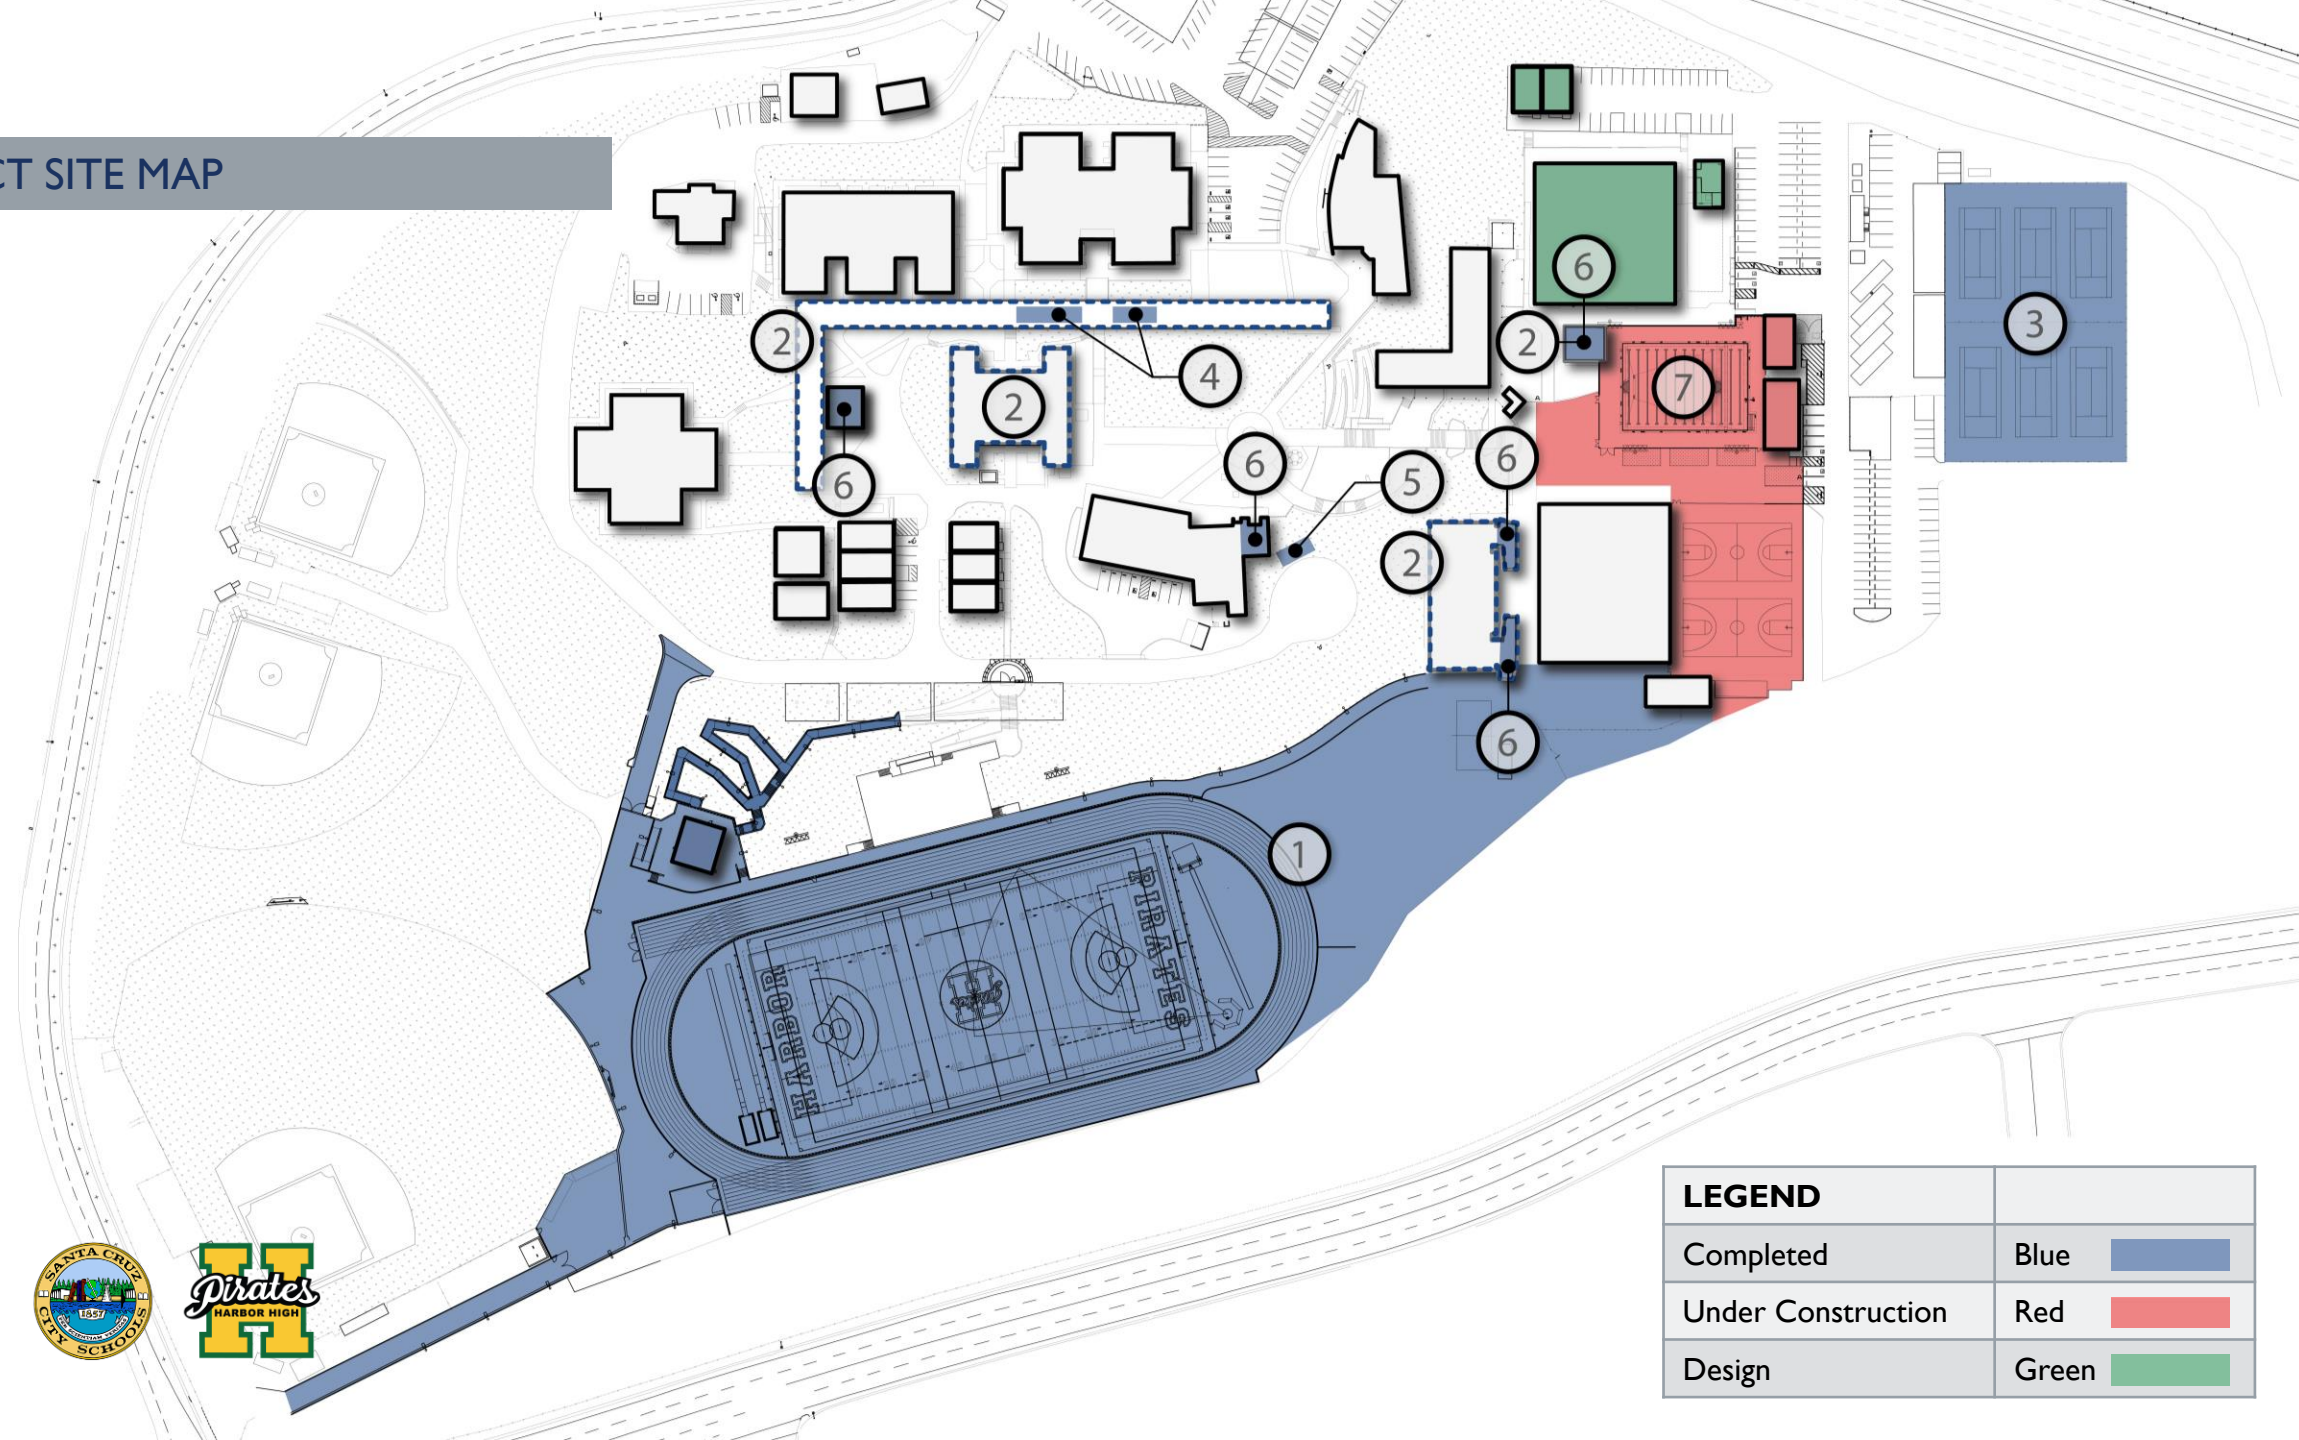 CT SITE MAP
6
2
2
3
4
7
2
6
6
6
5
2
6
1
HARBOR
PIRATES
H
LEGEND
Completed Blue
Under Construction Red
Design Green
SANTA CRUZ
CITY SCHOOLS
1857
Pirates
HARBOR HIGH